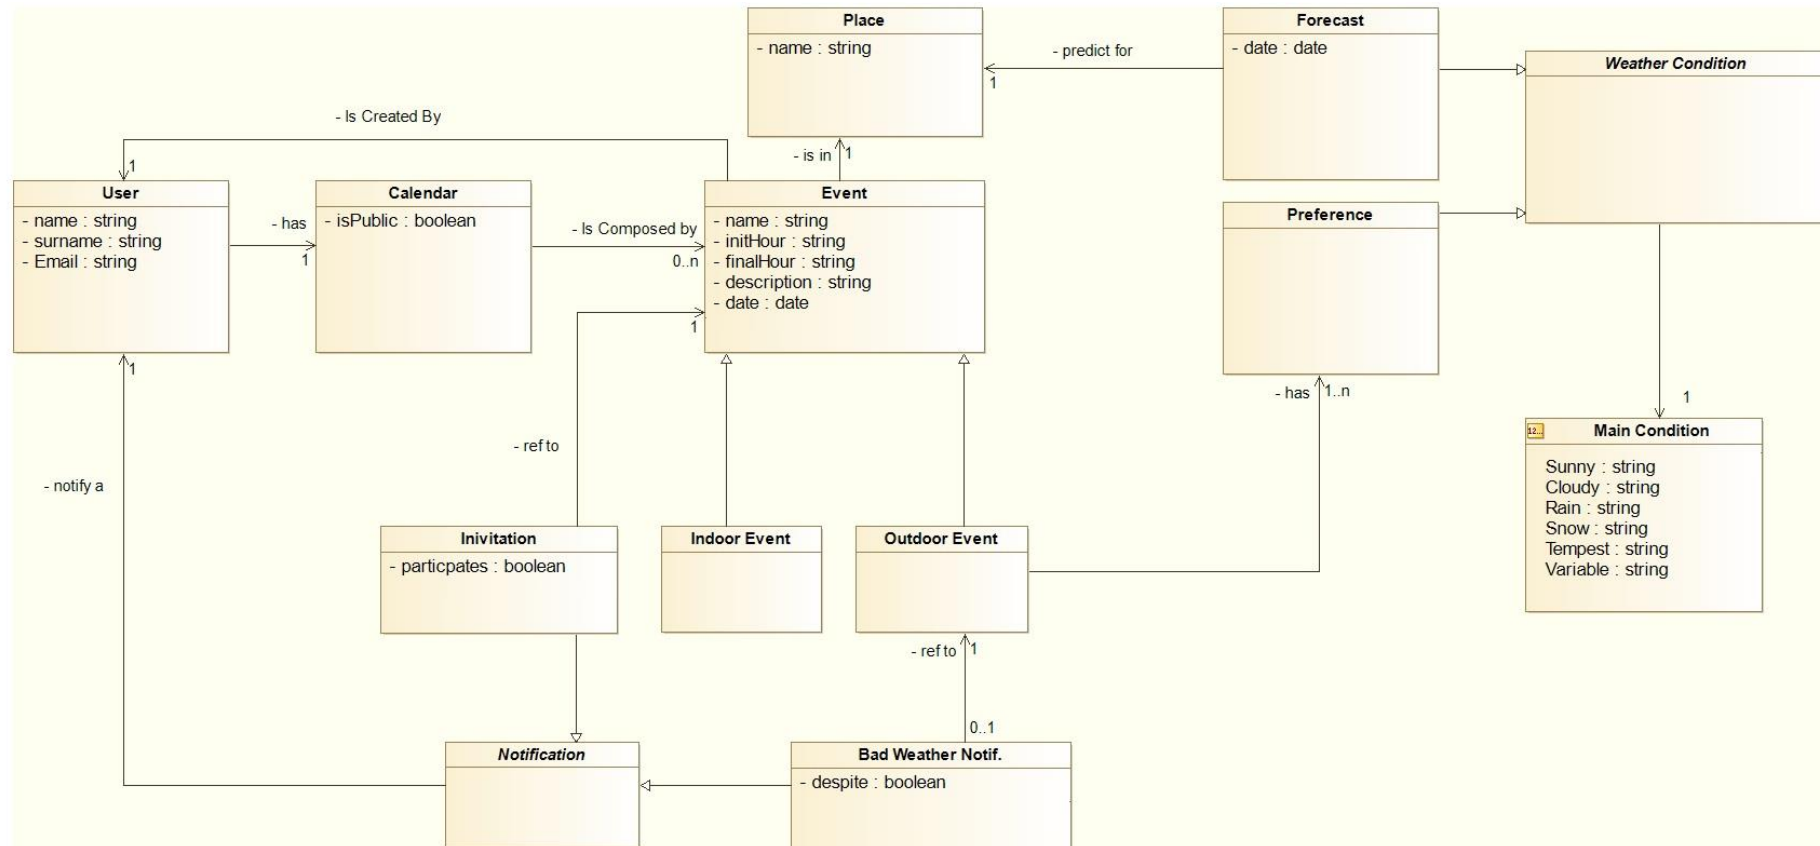 Place
- name : string
Forecast
- date : date
Weather Condition
- predict for
1
- Is Created By
1
- is in
1
User
- name : string
- surname : string
- Email : string
- has
1
Calendar
- isPublic : boolean
- Is Composed by
0..n
Event
- name : string
- initHour : string
- finalHour : string
- description : string
- date : date
1
Preference
- has
1..n
1
12...
Main Condition
Sunny : string
Cloudy : string
Rain : string
Snow : string
Tempest : string
Variable : string
1
- notify a
- ref to
Inivitation
- particpates : boolean
Indoor Event
Outdoor Event
- ref to
1
0..1
Notification
Bad Weather Notif.
- despite : boolean